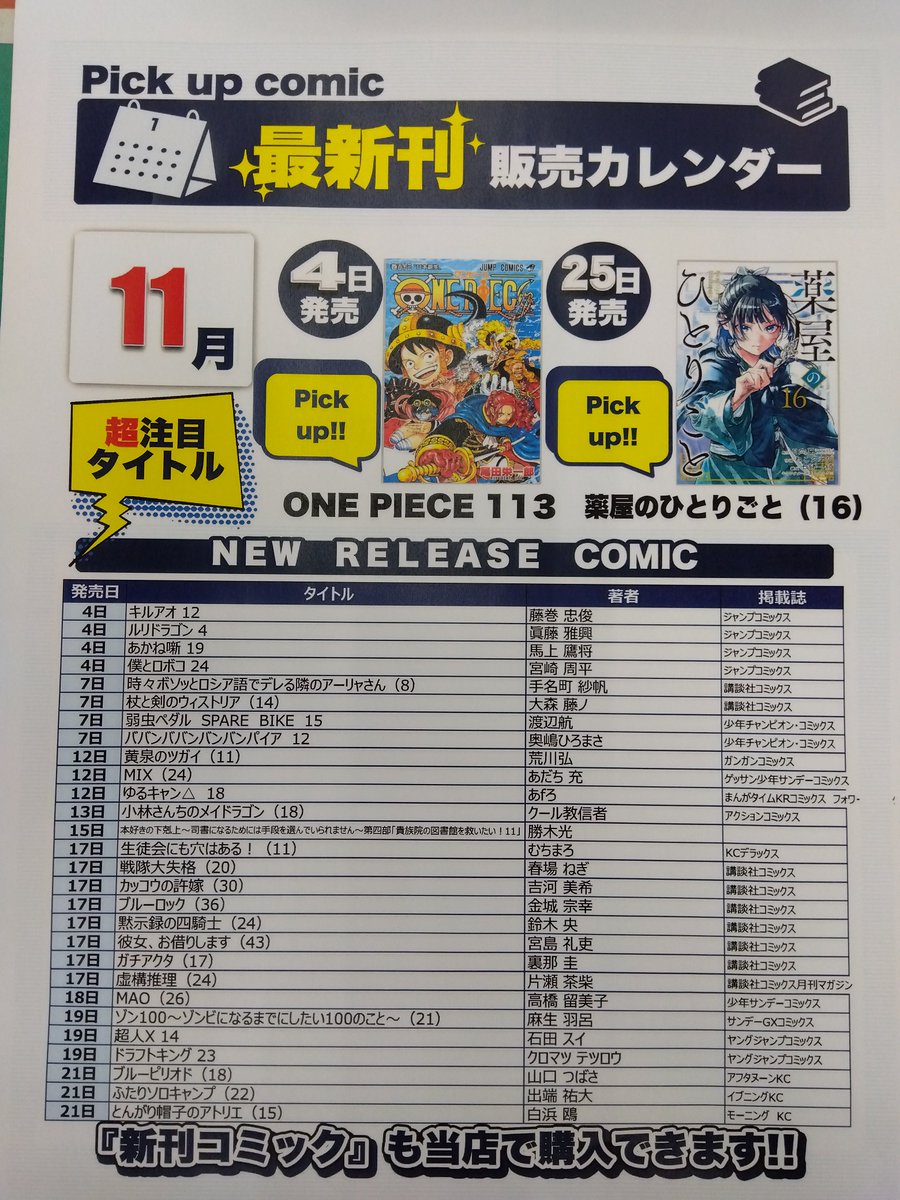 Pick up comic
1
最新刊 販売カレンダー
11月
4日発売
25日発売
JUMP COMICS
ONE PIECE
尾田栄一郎
薬屋のひとりごと 16
Pick up!!
Pick up!!
超注目タイトル
ONE PIECE 113 薬屋のひとりごと（16）
NEW RELEASE COMIC
発売日 タイトル 著者 掲載誌
4日 キルアオ 12 藤巻 忠俊 ジャンプコミックス
4日 ルリドラゴン 4 眞藤 雅興 ジャンプコミックス
4日 あかね噺 19 馬上 鷹将 ジャンプコミックス
4日 僕とロボコ 24 宮崎 周平 ジャンプコミックス
7日 時々ボソッとロシア語でデレる隣のアーリャさん（8） 手名町 紗帆 講談社コミックス
7日 杖と剣のウィストリア（14） 大森 藤ノ 講談社コミックス
7日 弱虫ペダル SPARE BIKE 15 渡辺航 少年チャンピオン・コミックス
7日 ババンババンバンバンパイア 12 奥嶋ひろまさ 少年チャンピオン・コミックス
12日 黄泉のツガイ（11） 荒川弘 ガンガンコミックス
12日 MIX（24） あだち 充 ゲッサン少年サンデーコミックス
12日 ゆるキャン△ 18 あfろ まんがタイムKRコミックス フォワー
13日 小林さんちのメイドラゴン（18） クール教信者 アクションコミックス
15日 本好きの下剋上～司書になるためには手段を選んでいられません～第四部「貴族院の図書館を救いたい！11」 勝木光
17日 生徒会にも穴はある！（11） むちまろ KCデラックス
17日 戦隊大失格（20） 春場 ねぎ 講談社コミックス
17日 カッコウの許嫁（30） 吉河 美希 講談社コミックス
17日 ブルーロック（36） 金城 宗幸 講談社コミックス
17日 黙示録の四騎士（24） 鈴木 央 講談社コミックス
17日 彼女、お借りします（43） 宮島 礼吏 講談社コミックス
17日 ガチアクタ（17） 裏那 圭 講談社コミックス
17日 虚構推理（24） 片瀬 茶柴 講談社コミックス月刊マガジン
18日 MAO（26） 高橋 留美子 少年サンデーコミックス
19日 ゾン100～ゾンビになるまでにしたい100のこと～（21） 麻生 羽呂 サンデーGXコミックス
19日 超人X 14 石田 スイ ヤングジャンプコミックス
19日 ドラフトキング 23 クロマツ テツロウ ヤングジャンプコミックス
21日 ブルーピリオド（18） 山口 つばさ アフタヌーンKC
21日 ふたりソロキャンプ（22） 出端 祐大 イブニングKC
21日 とんがり帽子のアトリエ（15） 白浜 鴎 モーニング KC
『新刊コミック』も当店で購入できます!!